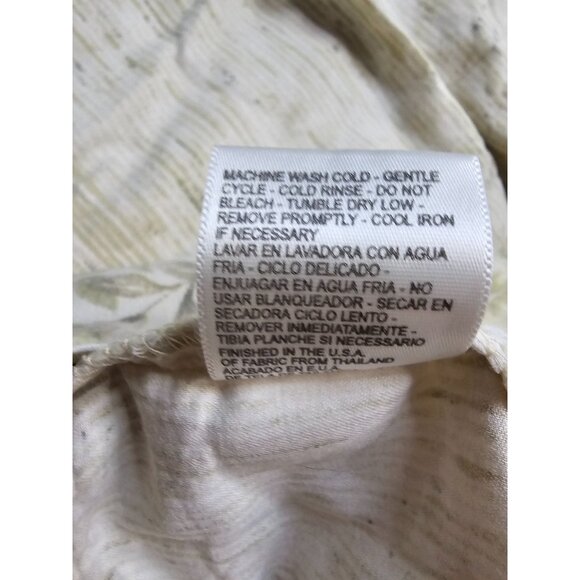 MACHINE WASH COLD - GENTLE
CYCLE - COLD RINSE - DO NOT
BLEACH - TUMBLE DRY LOW -
REMOVE PROMPTLY - COOL IRON
IF NECESSARY
LAVAR EN LAVADORA CON AGUA
FRIA - CICLO DELICADO -
ENJUAGAR EN AGUA FRIA - NO
USAR BLANQUEADOR - SECAR EN
SECADORA CICLO LENTO -
REMOVER INMEDIATAMENTE -
TIBIA PLANCHE SI NECESSARIO
FINISHED IN THE U.S.A.
OF FABRIC FROM THAILAND
ACABADO EN E.U.A.